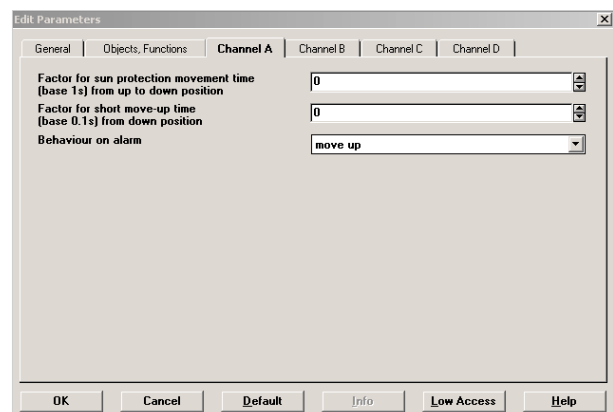 Edit Parameters
General Objects, Functions Channel A Channel B Channel C Channel D
Factor for sun protection movement time
(base 1s) from up to down position
0
Factor for short move-up time
(base 0.1s) from down position
0
Behaviour on alarm
move up
OK Cancel Default Info Low Access Help